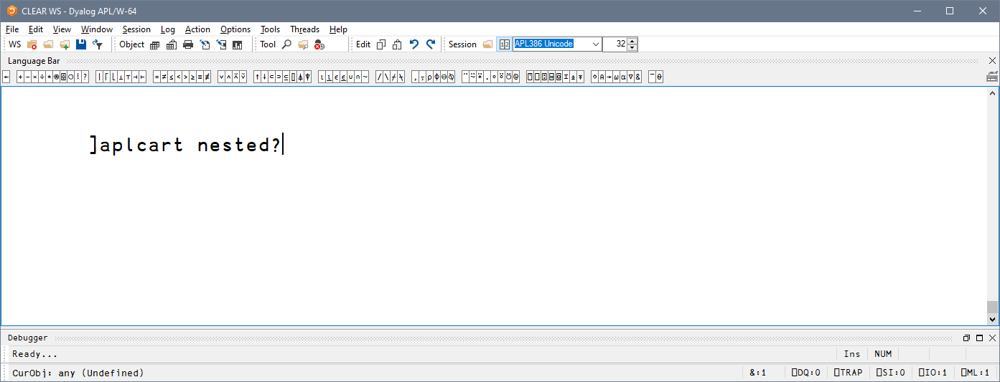 CLEAR WS - Dyalog APL/W-64
File Edit View Window Session Log Action Options Tools Threads Help
WS Object Tool Edit Session APL386 Unicode 32
Language Bar
]aplcart nested?
Debugger
Ready... Ins NUM
CurObj: any (Undefined) &:1 ⎕DQ:0 ⎕TRAP ⎕SI:0 ⎕IO:1 ⎕ML:1